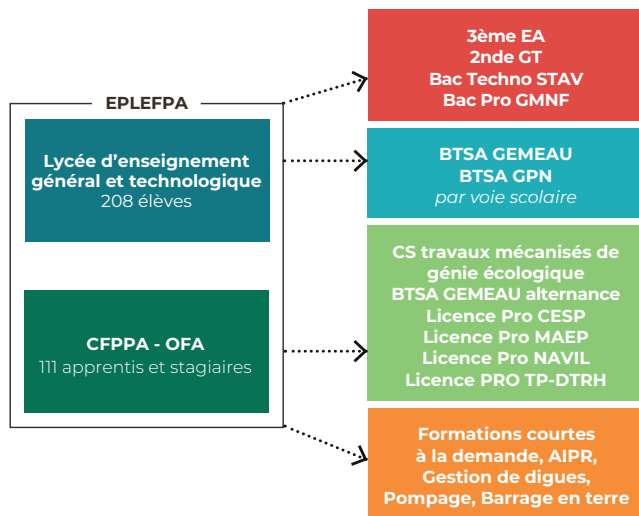 EPLEFPA
Lycée d’enseignement
général et technologique
208 élèves
CFPPA - OFA
111 apprentis et stagiaires
3ème EA
2nde GT
Bac Techno STAV
Bac Pro GMNF
BTSA GEMEAU
BTSA GPN
par voie scolaire
CS travaux mécanisés de
génie écologique
BTSA GEMEAU alternance
Licence Pro CESP
Licence Pro MAEP
Licence Pro NAVIL
Licence PRO TP-DTRH
Formations courtes
à la demande, AIPR,
Gestion de digues,
Pompage, Barrage en terre